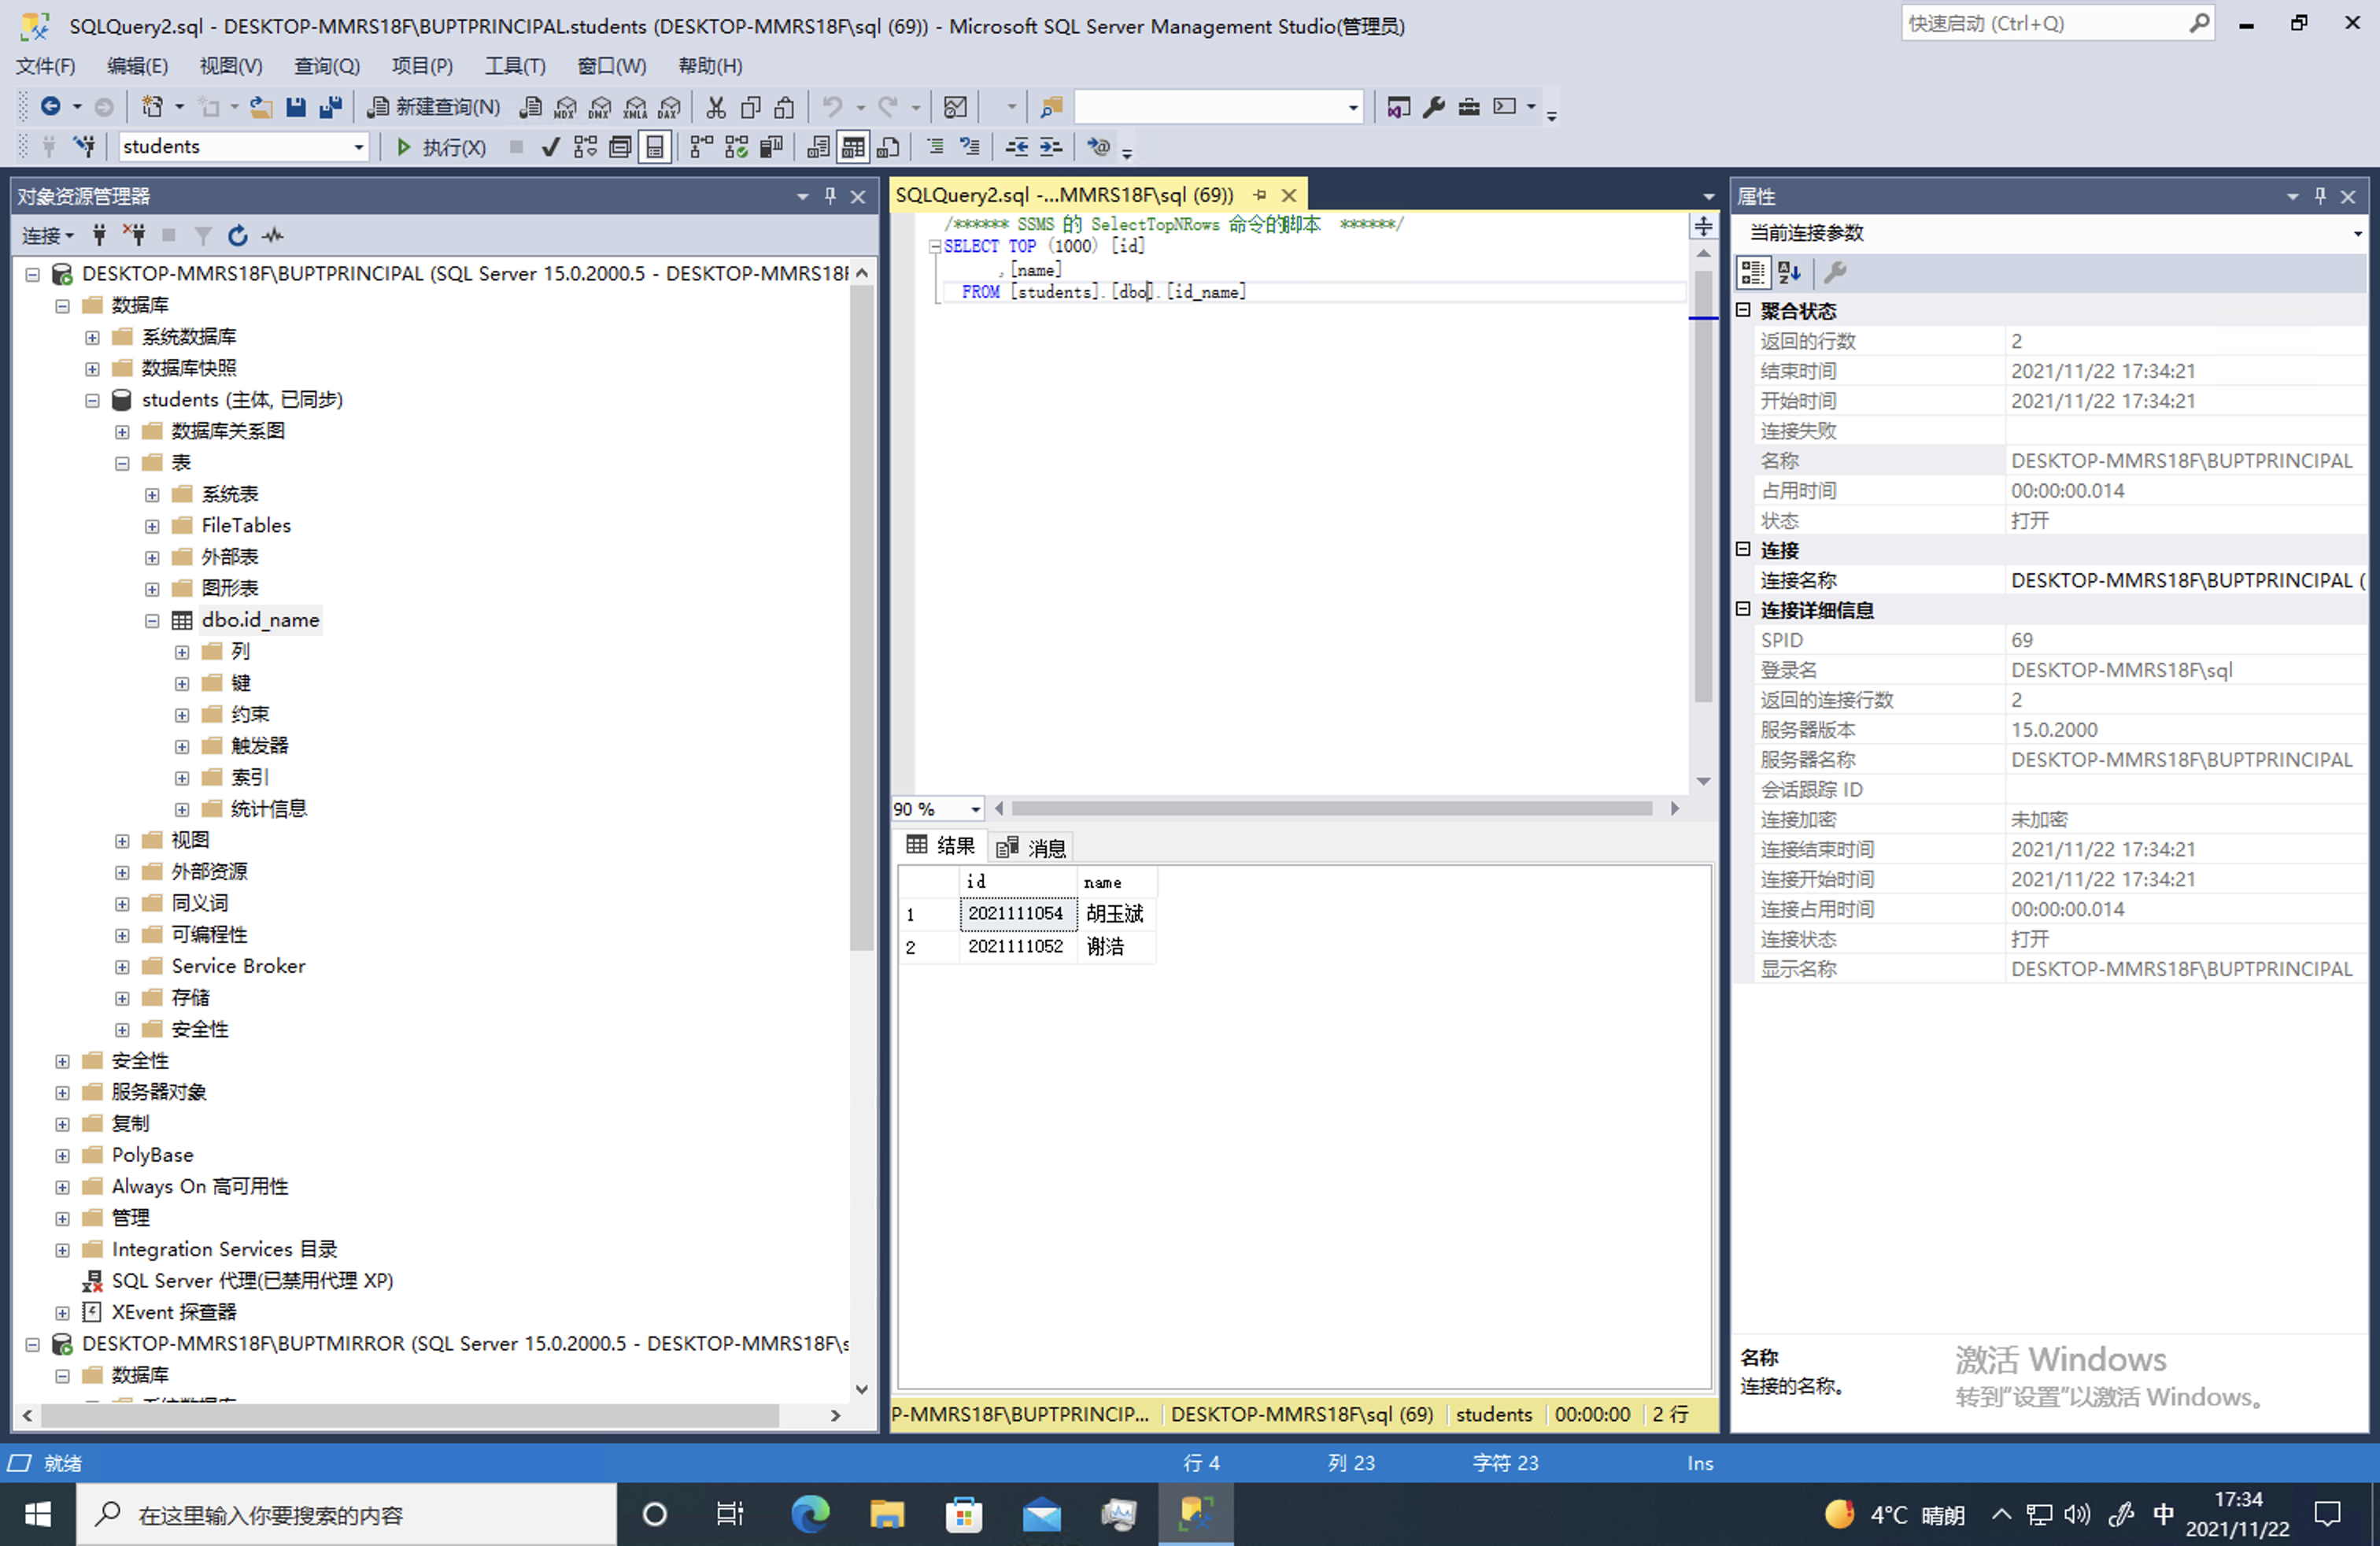 SQLQuery2.sql - DESKTOP-MMRS18F\BUPTPRINCIPAL.students (DESKTOP-MMRS18F\sql (69)) - Microsoft SQL Server Management Studio(管理员)
快速启动 (Ctrl+Q)
文件(F) 编辑(E) 视图(V) 查询(Q) 项目(P) 工具(T) 窗口(W) 帮助(H)
新建查询(N) MDX DMX XMLA DAX
students 执行(X)
对象资源管理器
连接
DESKTOP-MMRS18F\BUPTPRINCIPAL (SQL Server 15.0.2000.5 - DESKTOP-MMRS18F
数据库
系统数据库
数据库快照
students (主体, 已同步)
数据库关系图
表
系统表
FileTables
外部表
图形表
dbo.id_name
列
键
约束
触发器
索引
统计信息
视图
外部资源
同义词
可编程性
Service Broker
存储
安全性
安全性
服务器对象
复制
PolyBase
Always On 高可用性
管理
Integration Services 目录
SQL Server 代理(已禁用代理 XP)
XEvent 探查器
DESKTOP-MMRS18F\BUPTMIRROR (SQL Server 15.0.2000.5 - DESKTOP-MMRS18F\s
数据库
系统数据库
SQLQuery2.sql -...MMRS18F\sql (69))
/****** SSMS 的 SelectTopNRows 命令的脚本 ******/
SELECT TOP (1000) [id]
,[name]
FROM [students].[dbo].[id_name]
90 %
结果 消息
id name
1 2021111054 胡玉斌
2 2021111052 谢浩
P-MMRS18F\BUPTPRINCIP... DESKTOP-MMRS18F\sql (69) students 00:00:00 2 行
属性
当前连接参数
聚合状态
返回的行数 2
结束时间 2021/11/22 17:34:21
开始时间 2021/11/22 17:34:21
连接失败
名称 DESKTOP-MMRS18F\BUPTPRINCIPAL
占用时间 00:00:00.014
状态 打开
连接
连接名称 DESKTOP-MMRS18F\BUPTPRINCIPAL (
连接详细信息
SPID 69
登录名 DESKTOP-MMRS18F\sql
返回的连接行数 2
服务器版本 15.0.2000
服务器名称 DESKTOP-MMRS18F\BUPTPRINCIPAL
会话跟踪 ID
连接加密 未加密
连接结束时间 2021/11/22 17:34:21
连接开始时间 2021/11/22 17:34:21
连接占用时间 00:00:00.014
连接状态 打开
显示名称 DESKTOP-MMRS18F\BUPTPRINCIPAL
名称
连接的名称。
激活 Windows
转到“设置”以激活 Windows。
就绪 行 4 列 23 字符 23 Ins
在这里输入你要搜索的内容
4°C 晴朗 中
17:34
2021/11/22